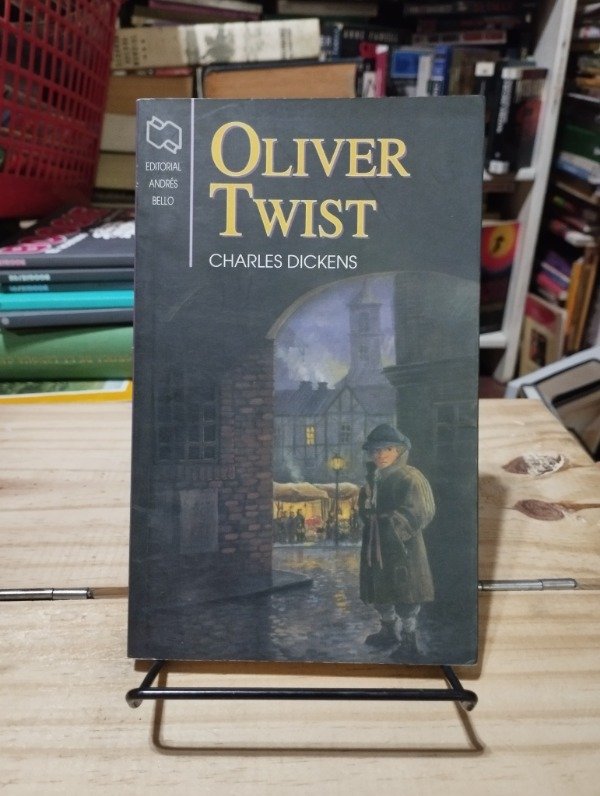 EDITORIAL
ANDRÉS
BELLO
OLIVER
TWIST
CHARLES DICKENS